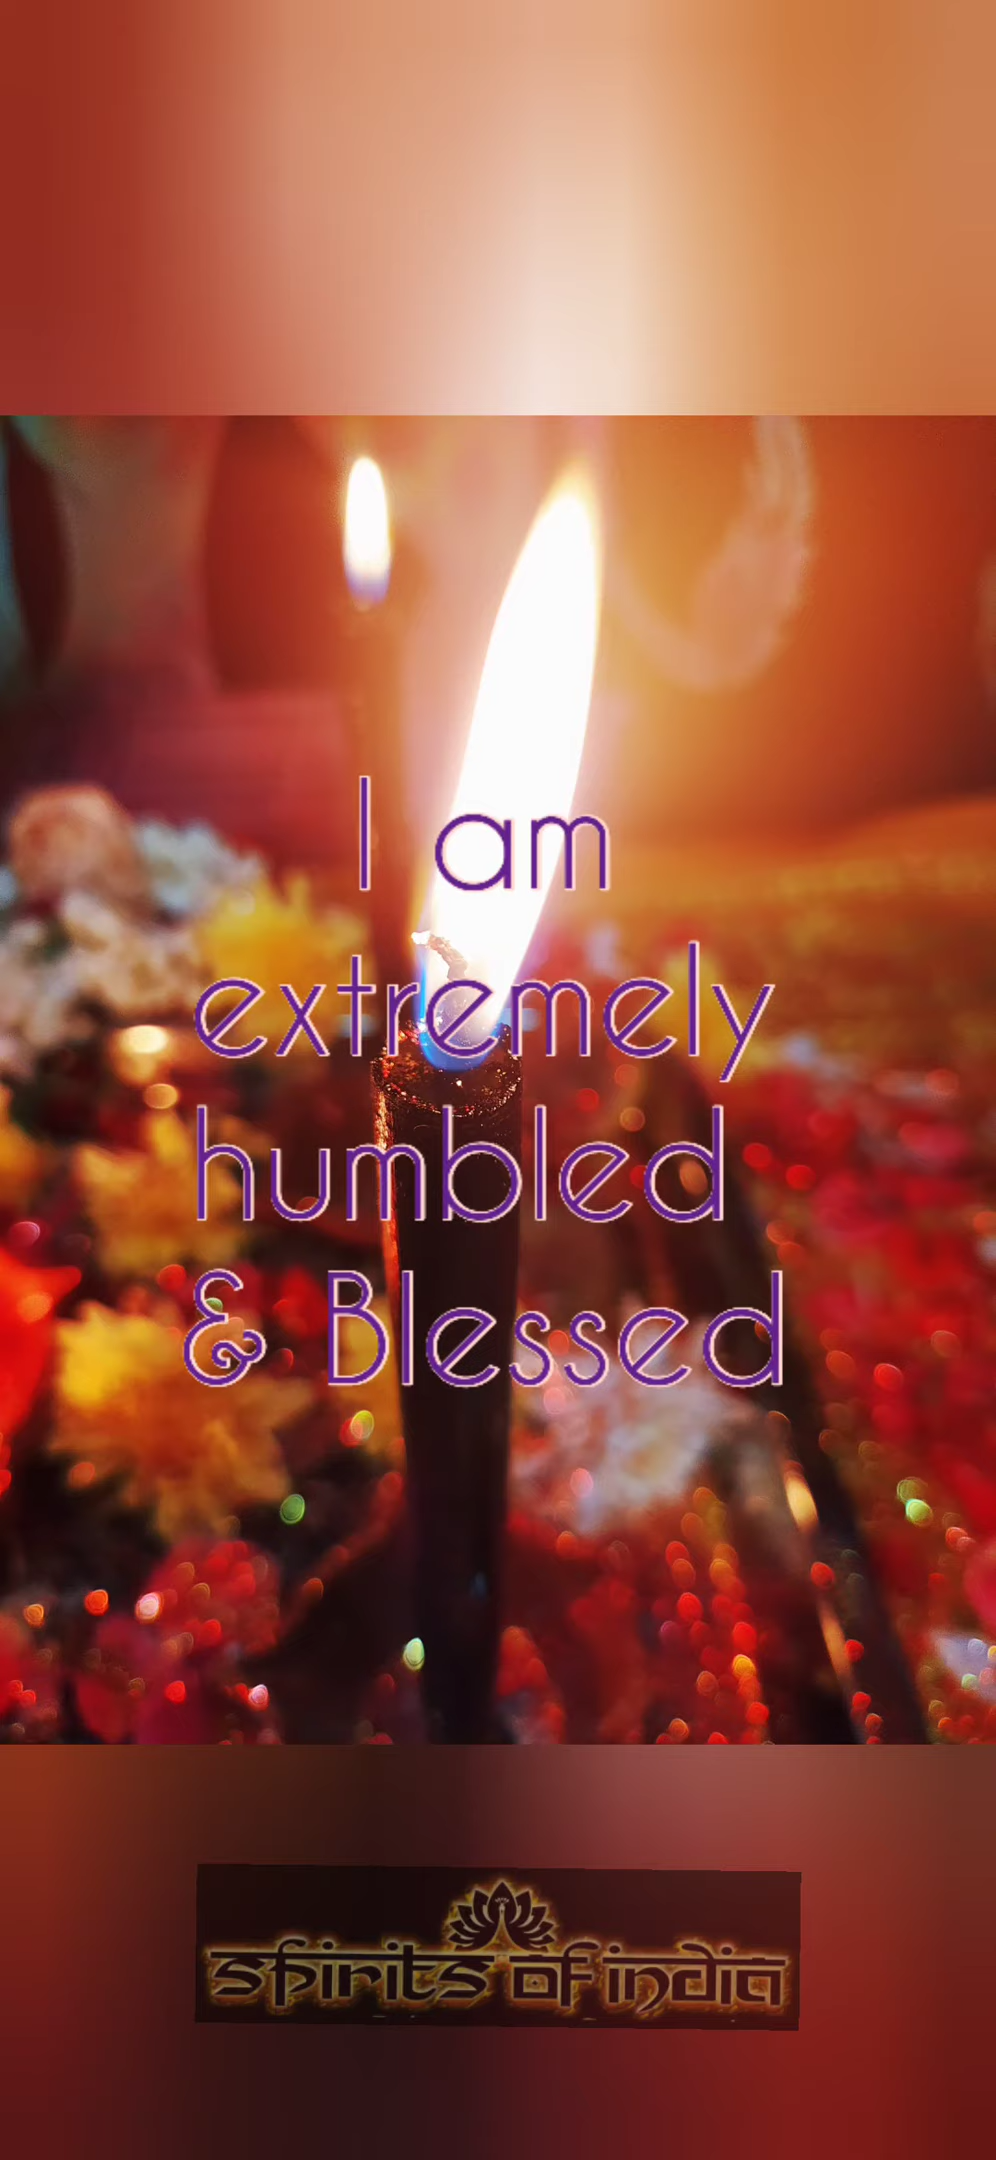 I am
extremely
humbled
& Blessed
spirits of india